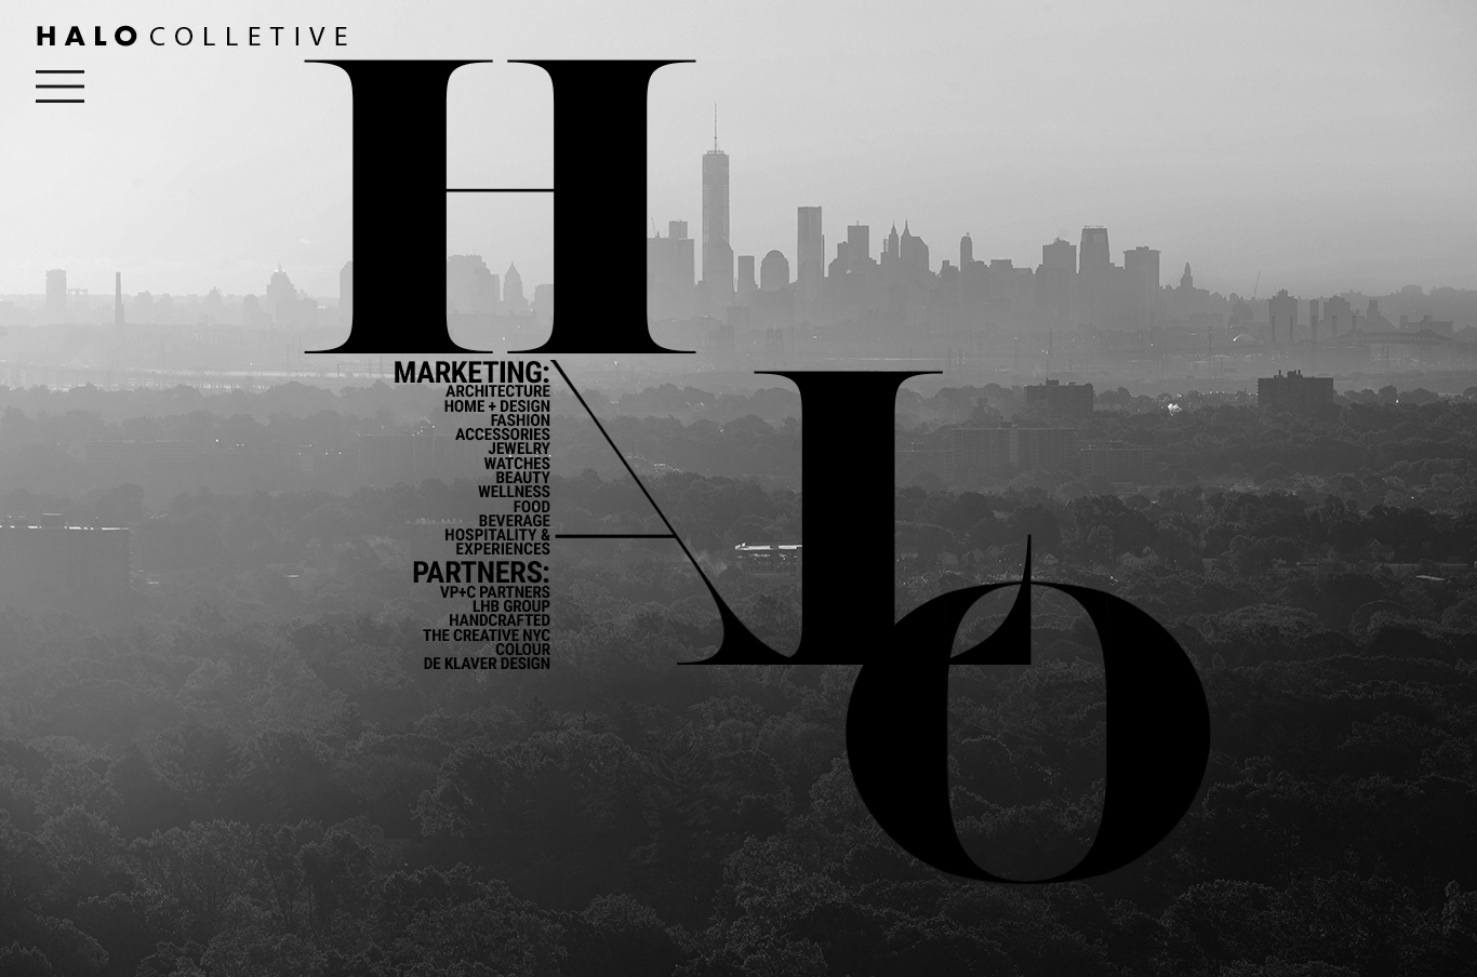 HALO COLLETIVE
H
MARKETING:
ARCHITECTURE
HOME + DESIGN
FASHION
ACCESSORIES
JEWELRY
WATCHES
BEAUTY
WELLNESS
FOOD
BEVERAGE
HOSPITALITY &
EXPERIENCES
PARTNERS:
VP+C PARTNERS
LHB GROUP
HANDCRAFTED
THE CREATIVE NYC
COLOUR
DE KLAVER DESIGN
AL
O